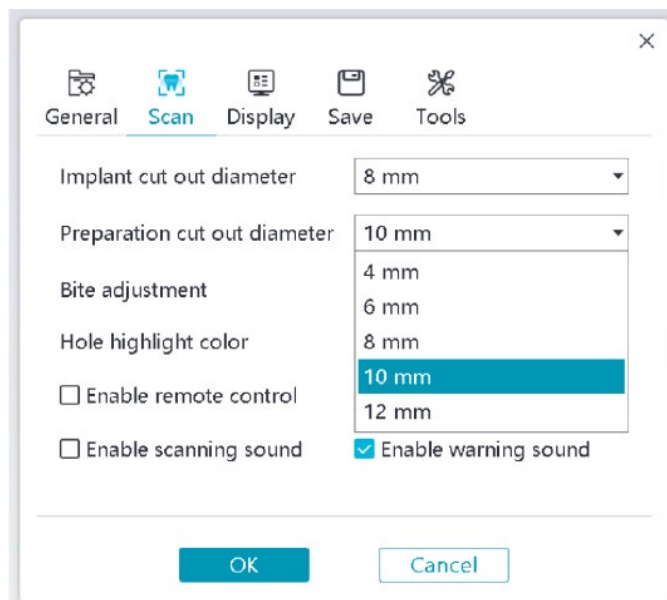 General Scan Display Save Tools
Implant cut out diameter 8 mm
Preparation cut out diameter 10 mm
4 mm
Bite adjustment
6 mm
Hole highlight color 8 mm
10 mm
Enable remote control
12 mm
Enable scanning sound Enable warning sound
OK Cancel